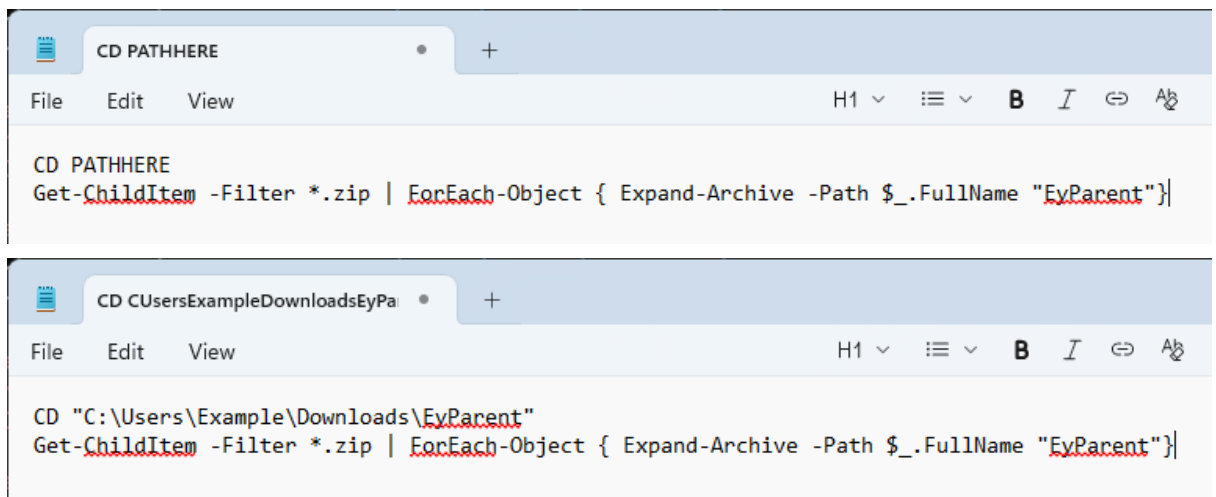 CD PATHHERE
File Edit View H1 B I
CD PATHHERE
Get-ChildItem -Filter *.zip | ForEach-Object { Expand-Archive -Path $_.FullName "EyParent"}
CD CUsersExampleDownloadsEyPa
File Edit View H1 B I
CD "C:\Users\Example\Downloads\EyParent"
Get-ChildItem -Filter *.zip | ForEach-Object { Expand-Archive -Path $_.FullName "EyParent"}